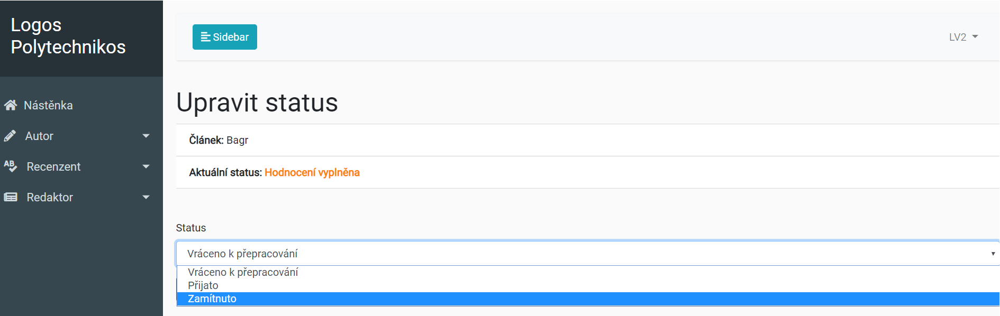 Logos
Polytechnikos
Sidebar
LV2
Nástěnka
Autor
Recenzent
Redaktor
Upravit status
Článek: Bagr
Aktuální status: Hodnocení vyplněna
Status
Vráceno k přepracování
Vráceno k přepracování
Přijato
Zamítnuto